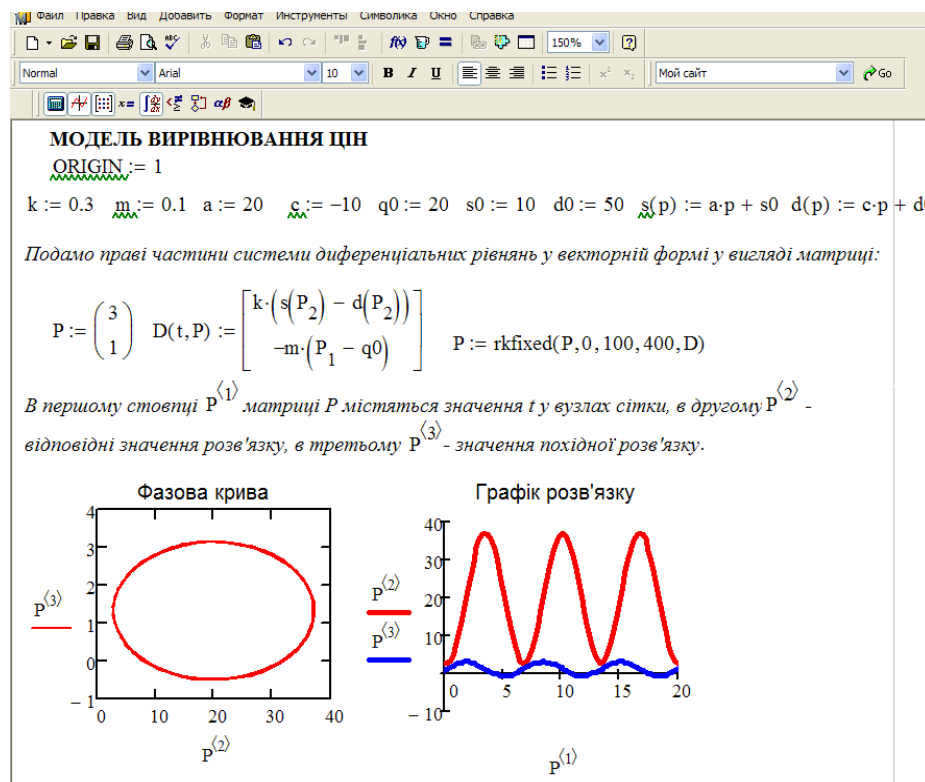 Файл Правка Вид Добавить Формат Инструменты Символика Окно Справка
150%
Normal Arial 10 B I U Мой сайт Go
МОДЕЛЬ ВИРІВНЮВАННЯ ЦІН
ORIGIN := 1
k := 0.3 m := 0.1 a := 20 c := −10 q0 := 20 s0 := 10 d0 := 50 s(p) := a·p + s0 d(p) := c·p + d0
Подамо праві частини системи диференціальних рівнянь у векторній формі у вигляді матриці:
P := (3 1) D(t,P) := [k·(s(P₂) − d(P₂)) −m·(P₁ − q0)] P := rkfixed(P,0,100,400,D)
В першому стовпці P⟨1⟩ матриці P містяться значення t у вузлах сітки, в другому P⟨2⟩ -
відповідні значення розв'язку, в третьому P⟨3⟩ - значення похідної розв'язку.
Фазова крива
4
3
2
1
0
− 1
P⟨3⟩
0 10 20 30 40
P⟨2⟩
Графік розв'язку
40
30
20
10
− 10
P⟨2⟩
P⟨3⟩
0 5 10 15 20
P⟨1⟩